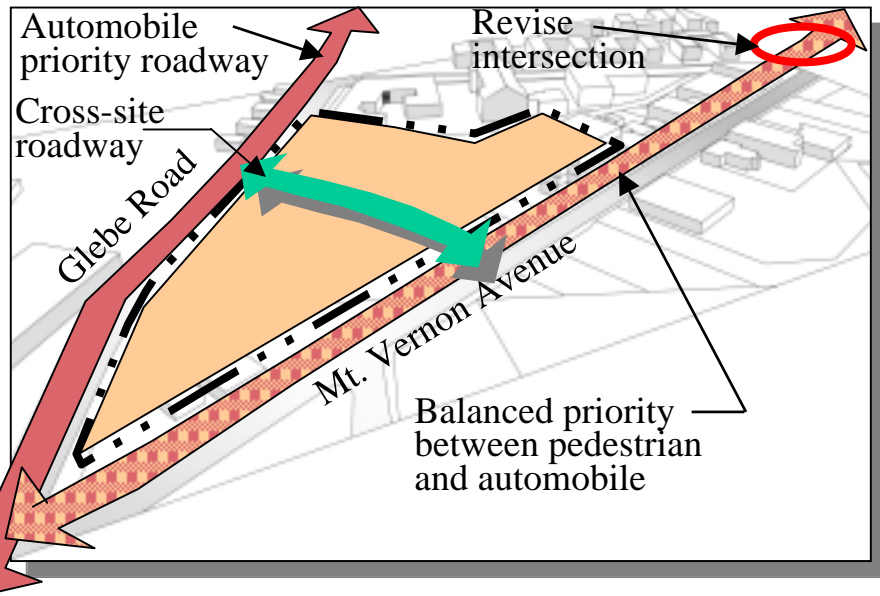 Automobile
priority roadway
Revise
intersection
Cross-site
roadway
Glebe Road
Mt. Vernon Avenue
Balanced priority
between pedestrian
and automobile